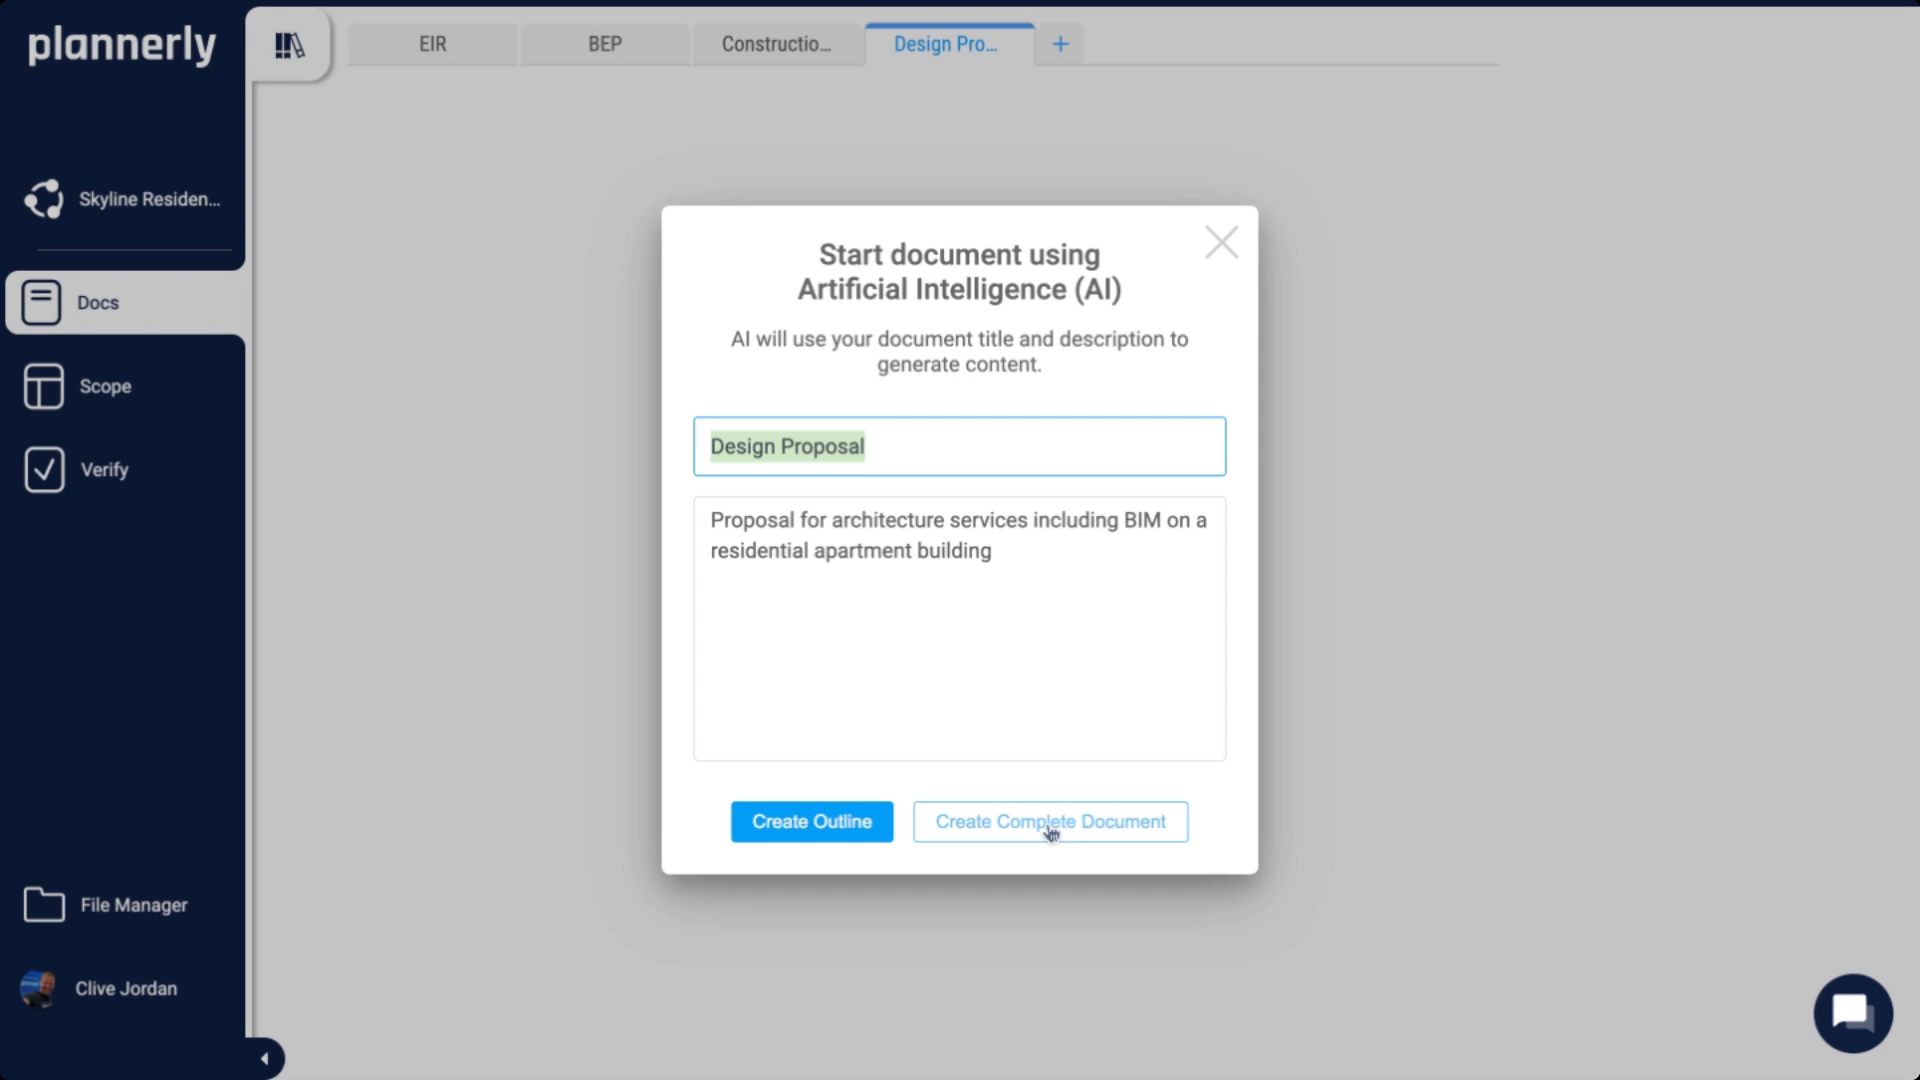 plannerly
EIR
BEP
Constructio...
Design Pro...
+
Skyline Residen...
Docs
Scope
Verify
File Manager
Clive Jordan
Start document using
Artificial Intelligence (AI)
AI will use your document title and description to
generate content.
Design Proposal
Proposal for architecture services including BIM on a
residential apartment building
Create Outline
Create Complete Document